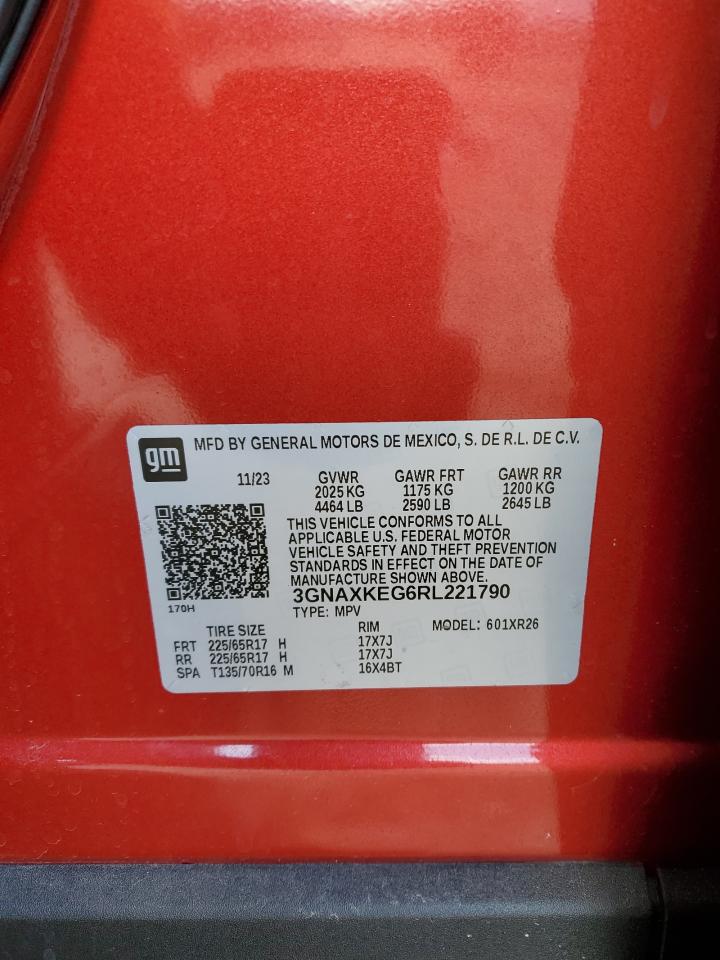 gm
MFD BY GENERAL MOTORS DE MEXICO, S. DE R.L. DE C.V.
11/23 GVWR GAWR FRT GAWR RR
2025 KG 1175 KG 1200 KG
4464 LB 2590 LB 2645 LB
THIS VEHICLE CONFORMS TO ALL
APPLICABLE U.S. FEDERAL MOTOR
VEHICLE SAFETY AND THEFT PREVENTION
STANDARDS IN EFFECT ON THE DATE OF
MANUFACTURE SHOWN ABOVE.
3GNAXKEG6RL221790
170H
TYPE: MPV
TIRE SIZE RIM MODEL: 601XR26
FRT 225/65R17 H 17X7J
RR 225/65R17 H 17X7J
SPA T135/70R16 M 16X4BT